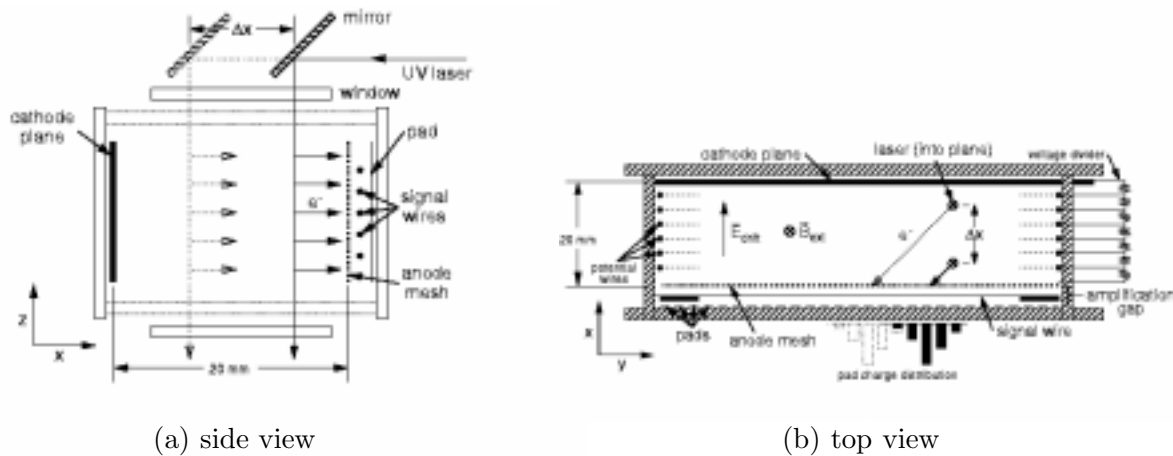 Δx
mirror
UV laser
window
cathode
plane
pad
signal
wires
e⁻
anode
mesh
z
x
20 mm
(a) side view
laser (into plane)
voltage divider
cathode plane
20 mm
E drift
B ext
e⁻
Δx
potential
wires
amplification
gap
pads
anode mesh
signal wire
x
y
pad charge distribution
(b) top view